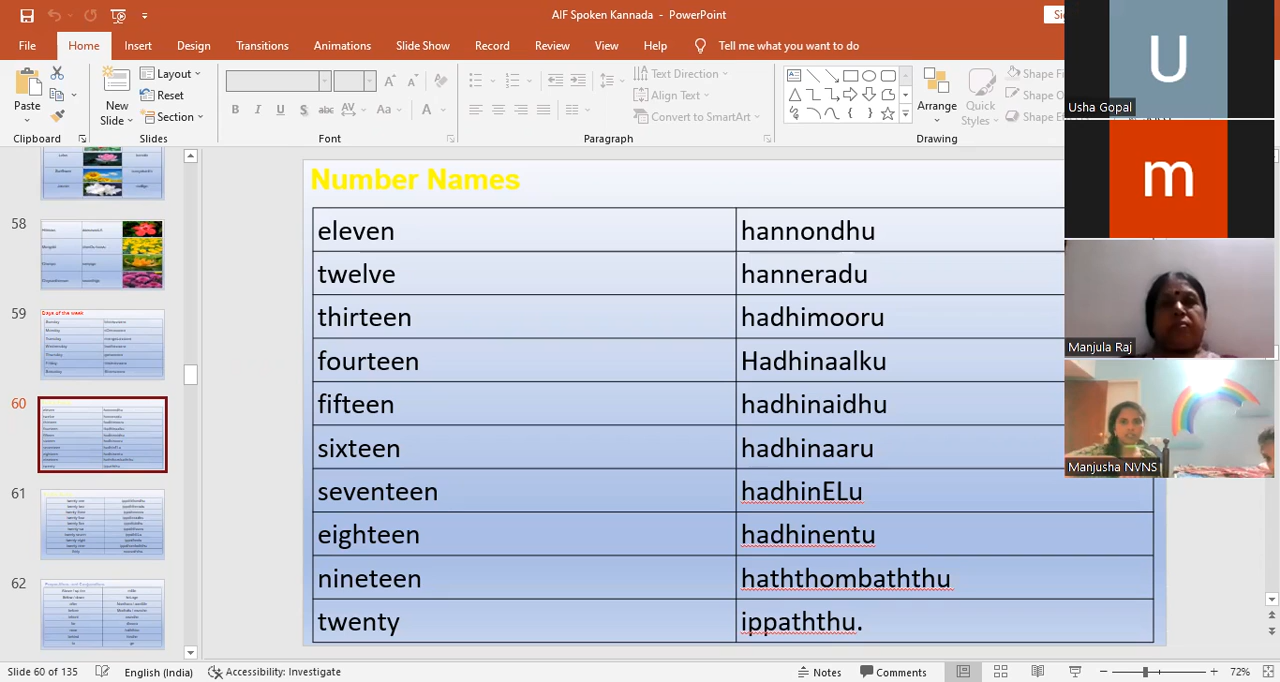 AIF Spoken Kannada - PowerPoint
File Home Insert Design Transitions Animations Slide Show Record Review View Help Tell me what you want to do
Paste
Clipboard
New Slide
Layout
Reset
Section
Slides
Font
Text Direction
Align Text
Convert to SmartArt
Paragraph
Arrange
Quick Styles
Drawing
U
Usha Gopal
m
Manjula Raj
Manjusha NVNS
58
59
Days of the week
60
61
62
Number Names
eleven hannondhu
twelve hanneradu
thirteen hadhimooru
fourteen Hadhinaalku
fifteen hadhinaidhu
sixteen hadhinaaru
seventeen hadhinELu
eighteen hadhinentu
nineteen haththombaththu
twenty ippaththu.
Slide 60 of 135 English (India) Accessibility: Investigate Notes Comments 72%